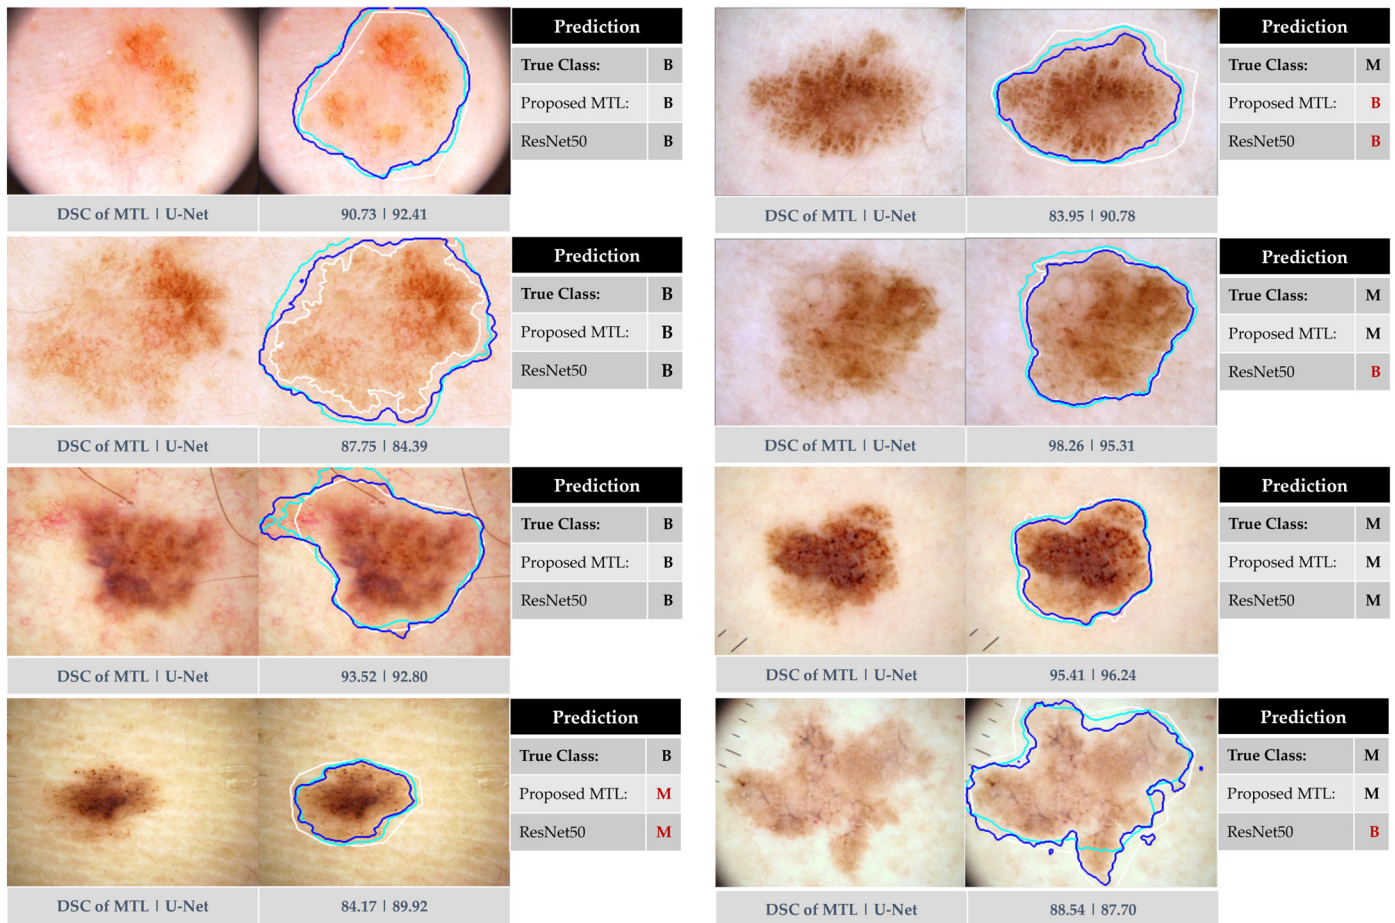 Prediction
True Class: B
Proposed MTL: B
ResNet50 B
DSC of MTL | U-Net 90.73 | 92.41
Prediction
True Class: M
Proposed MTL: B
ResNet50 B
DSC of MTL | U-Net 83.95 | 90.78
Prediction
True Class: B
Proposed MTL: B
ResNet50 B
DSC of MTL | U-Net 87.75 | 84.39
Prediction
True Class: M
Proposed MTL: M
ResNet50 B
DSC of MTL | U-Net 98.26 | 95.31
Prediction
True Class: B
Proposed MTL: B
ResNet50 B
DSC of MTL | U-Net 93.52 | 92.80
Prediction
True Class: M
Proposed MTL: M
ResNet50 M
DSC of MTL | U-Net 95.41 | 96.24
Prediction
True Class: B
Proposed MTL: M
ResNet50 M
DSC of MTL | U-Net 84.17 | 89.92
Prediction
True Class: M
Proposed MTL: M
ResNet50 B
DSC of MTL | U-Net 88.54 | 87.70